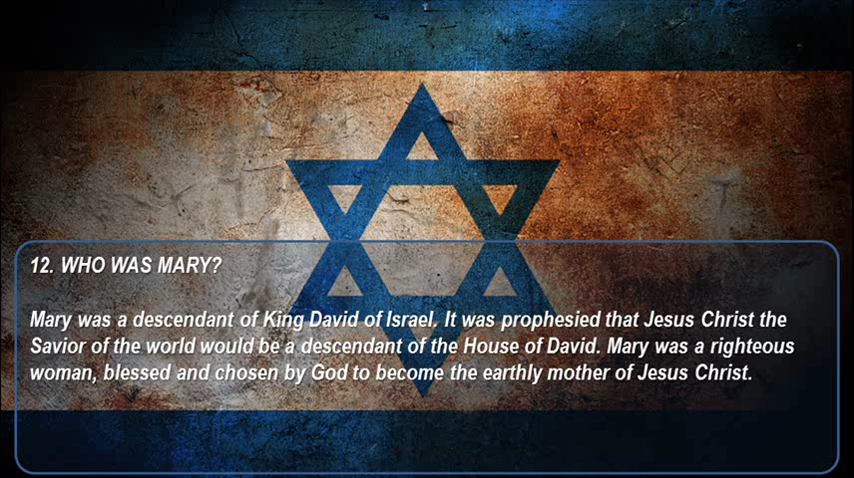 12. WHO WAS MARY?
Mary was a descendant of King David of Israel. It was prophesied that Jesus Christ the
Savior of the world would be a descendant of the House of David. Mary was a righteous
woman, blessed and chosen by God to become the earthly mother of Jesus Christ.